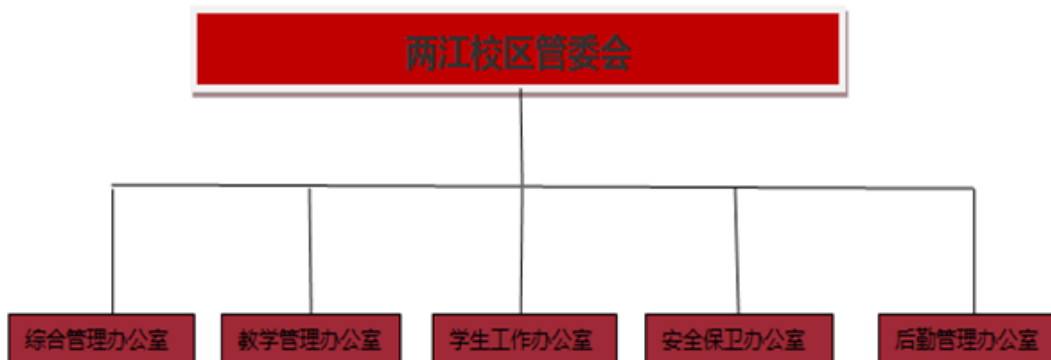 两江校区管委会
综合管理办公室
教学管理办公室
学生工作办公室
安全保卫办公室
后勤管理办公室